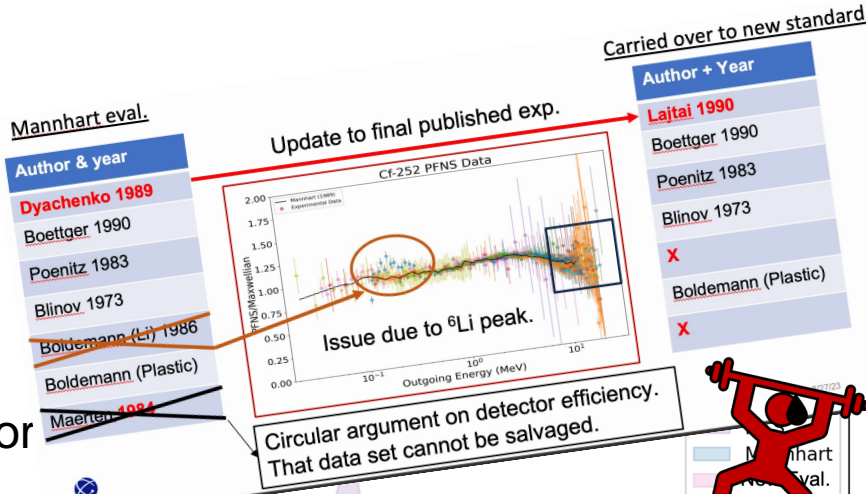 Mannhart eval.
Author & year
Dyachenko 1989
Boettger 1990
Poenitz 1983
Blinov 1973
Boldemann (Li) 1986
Boldemann (Plastic)
Maerten 1984
Update to final published exp.
Cf-252 PFNS Data
Mannhart (1989)
Experimental Data
PFNS/Maxwellian
2.00
1.75
1.50
1.25
1.00
0.75
0.50
0.25
0.00
Issue due to ⁶Li peak.
10⁻¹
10⁰
10¹
Outgoing Energy (MeV)
Circular argument on detector efficiency.
That data set cannot be salvaged.
Carried over to new standard
Author + Year
Lajtai 1990
Boettger 1990
Poenitz 1983
Blinov 1973
X
Boldemann (Plastic)
X
or
/27/23
hart
Eval.